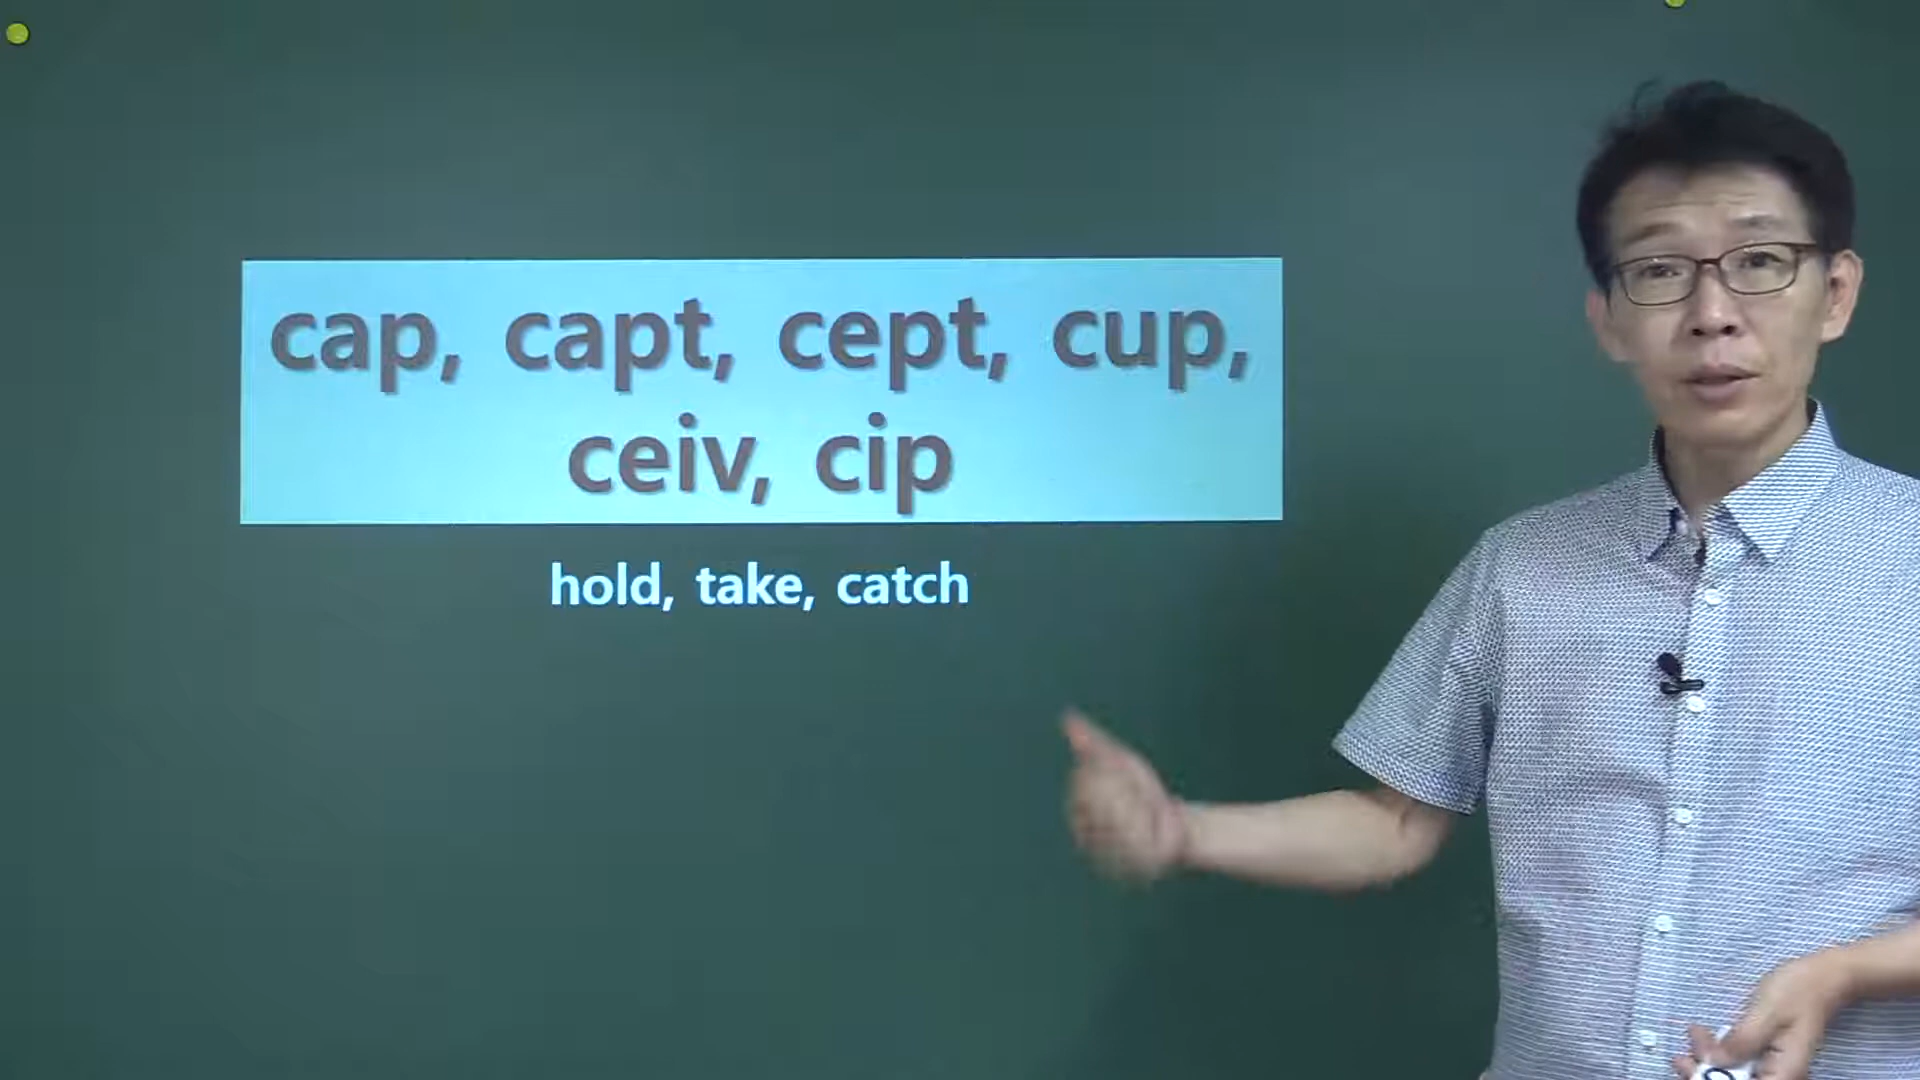 cap, capt, cept, cup,
ceiv, cip
hold, take, catch